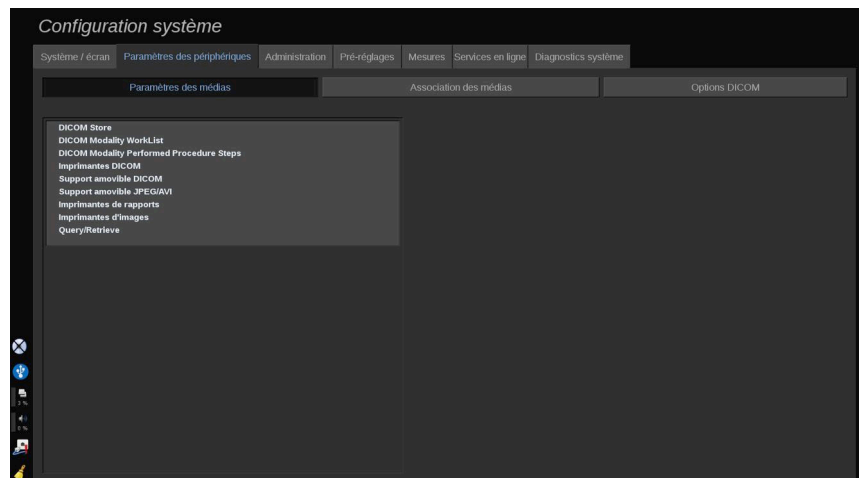 Configuration système
Système / écran Paramètres des périphériques Administration Pré-réglages Mesures Services en ligne Diagnostics système
Paramètres des médias Association des médias Options DICOM
DICOM Store
DICOM Modality WorkList
DICOM Modality Performed Procedure Steps
Imprimantes DICOM
Support amovible DICOM
Support amovible JPEG/AVI
Imprimantes de rapports
Imprimantes d'images
Query/Retrieve
3 %
0 %